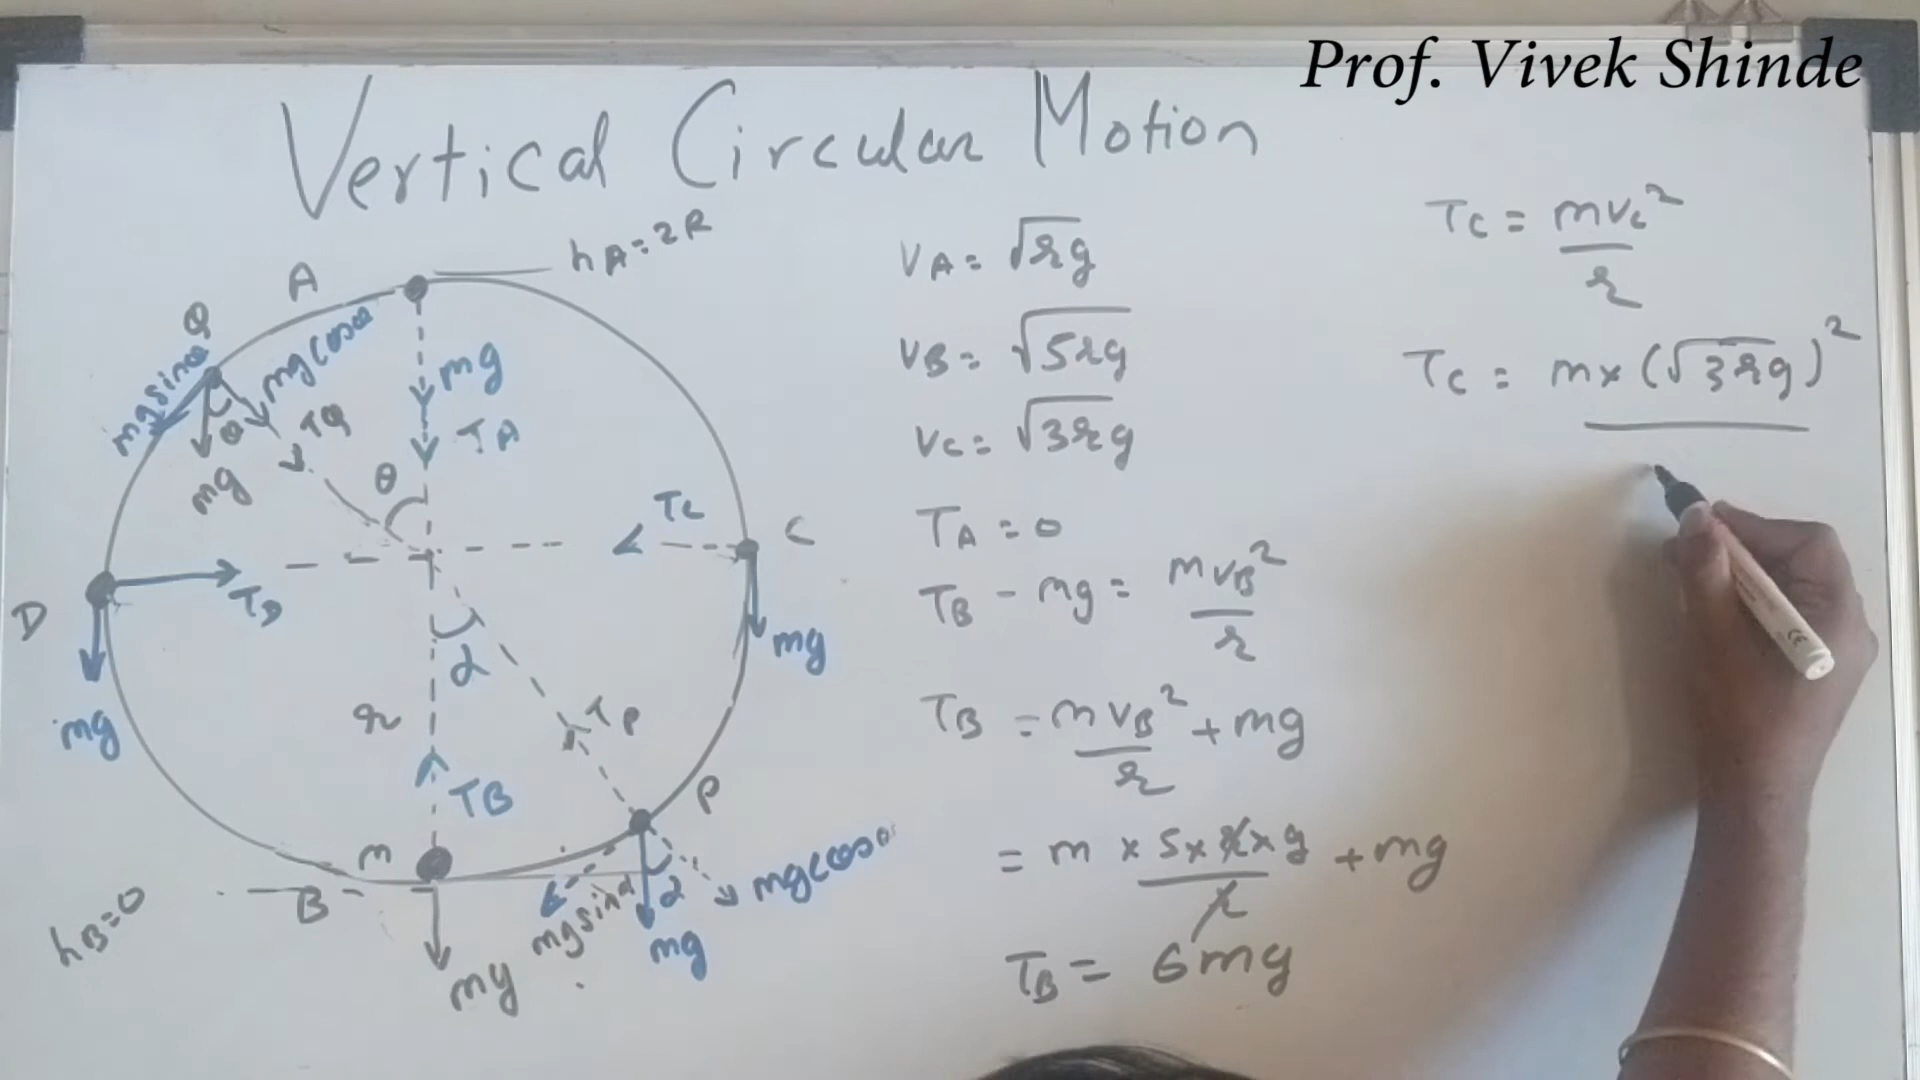 Prof. Vivek Shinde
Vertical Circular Motion
hA = 2R
A
Q
mg sinθ
mg cosθ
θ
mg
TQ
mg
TA
θ
TC
C
mg
D
TD
mg
α
r
TP
TB
P
m
B
hB = 0
mg
mg sinα
α
mg
mg cosα
VA = √rg
VB = √5rg
VC = √3rg
TA = 0
TB - mg = mVB²/r
TB = mVB²/r + mg
= m × 5 × r × g/r + mg
TB = 6mg
TC = mVC²/r
TC = m × (√3rg)²
CE